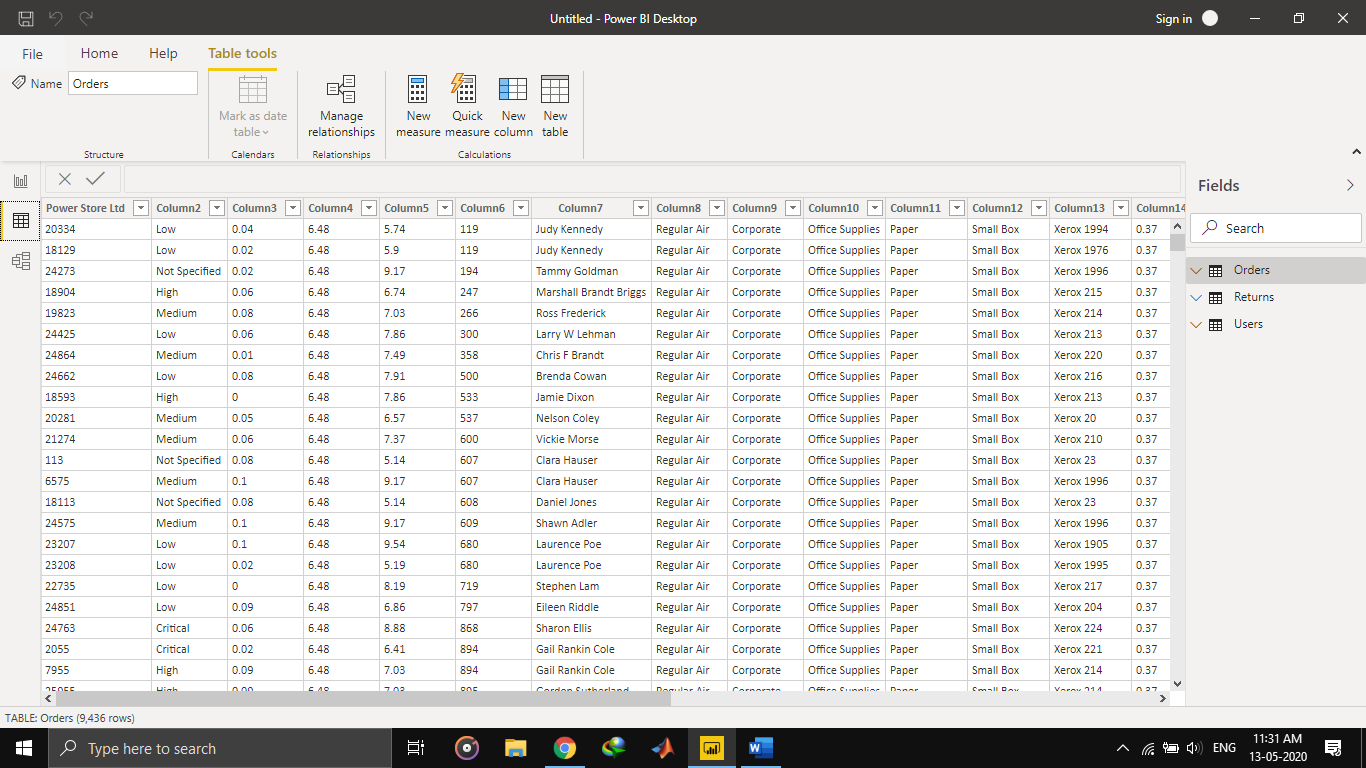 Untitled - Power BI Desktop
Sign in
File Home Help Table tools
Name Orders
Mark as date table
Manage relationships
New measure
Quick measure
New column
New table
Structure Calendars Relationships Calculations
Fields
Search
Orders
Returns
Users
Power Store Ltd Column2 Column3 Column4 Column5 Column6 Column7 Column8 Column9 Column10 Column11 Column12 Column13 Column14
20334 Low 0.04 6.48 5.74 119 Judy Kennedy Regular Air Corporate Office Supplies Paper Small Box Xerox 1994 0.37
18129 Low 0.02 6.48 5.9 119 Judy Kennedy Regular Air Corporate Office Supplies Paper Small Box Xerox 1976 0.37
24273 Not Specified 0.02 6.48 9.17 194 Tammy Goldman Regular Air Corporate Office Supplies Paper Small Box Xerox 1996 0.37
18904 High 0.06 6.48 6.74 247 Marshall Brandt Briggs Regular Air Corporate Office Supplies Paper Small Box Xerox 215 0.37
19823 Medium 0.08 6.48 7.03 266 Ross Frederick Regular Air Corporate Office Supplies Paper Small Box Xerox 214 0.37
24425 Low 0.06 6.48 7.86 300 Larry W Lehman Regular Air Corporate Office Supplies Paper Small Box Xerox 213 0.37
24864 Medium 0.01 6.48 7.49 358 Chris F Brandt Regular Air Corporate Office Supplies Paper Small Box Xerox 220 0.37
24662 Low 0.08 6.48 7.91 500 Brenda Cowan Regular Air Corporate Office Supplies Paper Small Box Xerox 216 0.37
18593 High 0 6.48 7.86 533 Jamie Dixon Regular Air Corporate Office Supplies Paper Small Box Xerox 213 0.37
20281 Medium 0.05 6.48 6.57 537 Nelson Coley Regular Air Corporate Office Supplies Paper Small Box Xerox 20 0.37
21274 Medium 0.06 6.48 7.37 600 Vickie Morse Regular Air Corporate Office Supplies Paper Small Box Xerox 210 0.37
113 Not Specified 0.08 6.48 5.14 607 Clara Hauser Regular Air Corporate Office Supplies Paper Small Box Xerox 23 0.37
6575 Medium 0.1 6.48 9.17 607 Clara Hauser Regular Air Corporate Office Supplies Paper Small Box Xerox 1996 0.37
18113 Not Specified 0.08 6.48 5.14 608 Daniel Jones Regular Air Corporate Office Supplies Paper Small Box Xerox 23 0.37
24575 Medium 0.1 6.48 9.17 609 Shawn Adler Regular Air Corporate Office Supplies Paper Small Box Xerox 1996 0.37
23207 Low 0.1 6.48 9.54 680 Laurence Poe Regular Air Corporate Office Supplies Paper Small Box Xerox 1905 0.37
23208 Low 0.02 6.48 5.19 680 Laurence Poe Regular Air Corporate Office Supplies Paper Small Box Xerox 1995 0.37
22735 Low 0 6.48 8.19 719 Stephen Lam Regular Air Corporate Office Supplies Paper Small Box Xerox 217 0.37
24851 Low 0.09 6.48 6.86 797 Eileen Riddle Regular Air Corporate Office Supplies Paper Small Box Xerox 204 0.37
24763 Critical 0.06 6.48 8.88 868 Sharon Ellis Regular Air Corporate Office Supplies Paper Small Box Xerox 224 0.37
2055 Critical 0.02 6.48 6.41 894 Gail Rankin Cole Regular Air Corporate Office Supplies Paper Small Box Xerox 221 0.37
7955 High 0.09 6.48 7.03 894 Gail Rankin Cole Regular Air Corporate Office Supplies Paper Small Box Xerox 214 0.37
High 0.09 6.48 7.03 895 Gordon Sutherland Regular Air Corporate Office Supplies Paper Small Box Xerox 214 0.37
TABLE: Orders (9,436 rows)
Type here to search
ENG
11:31 AM
13-05-2020